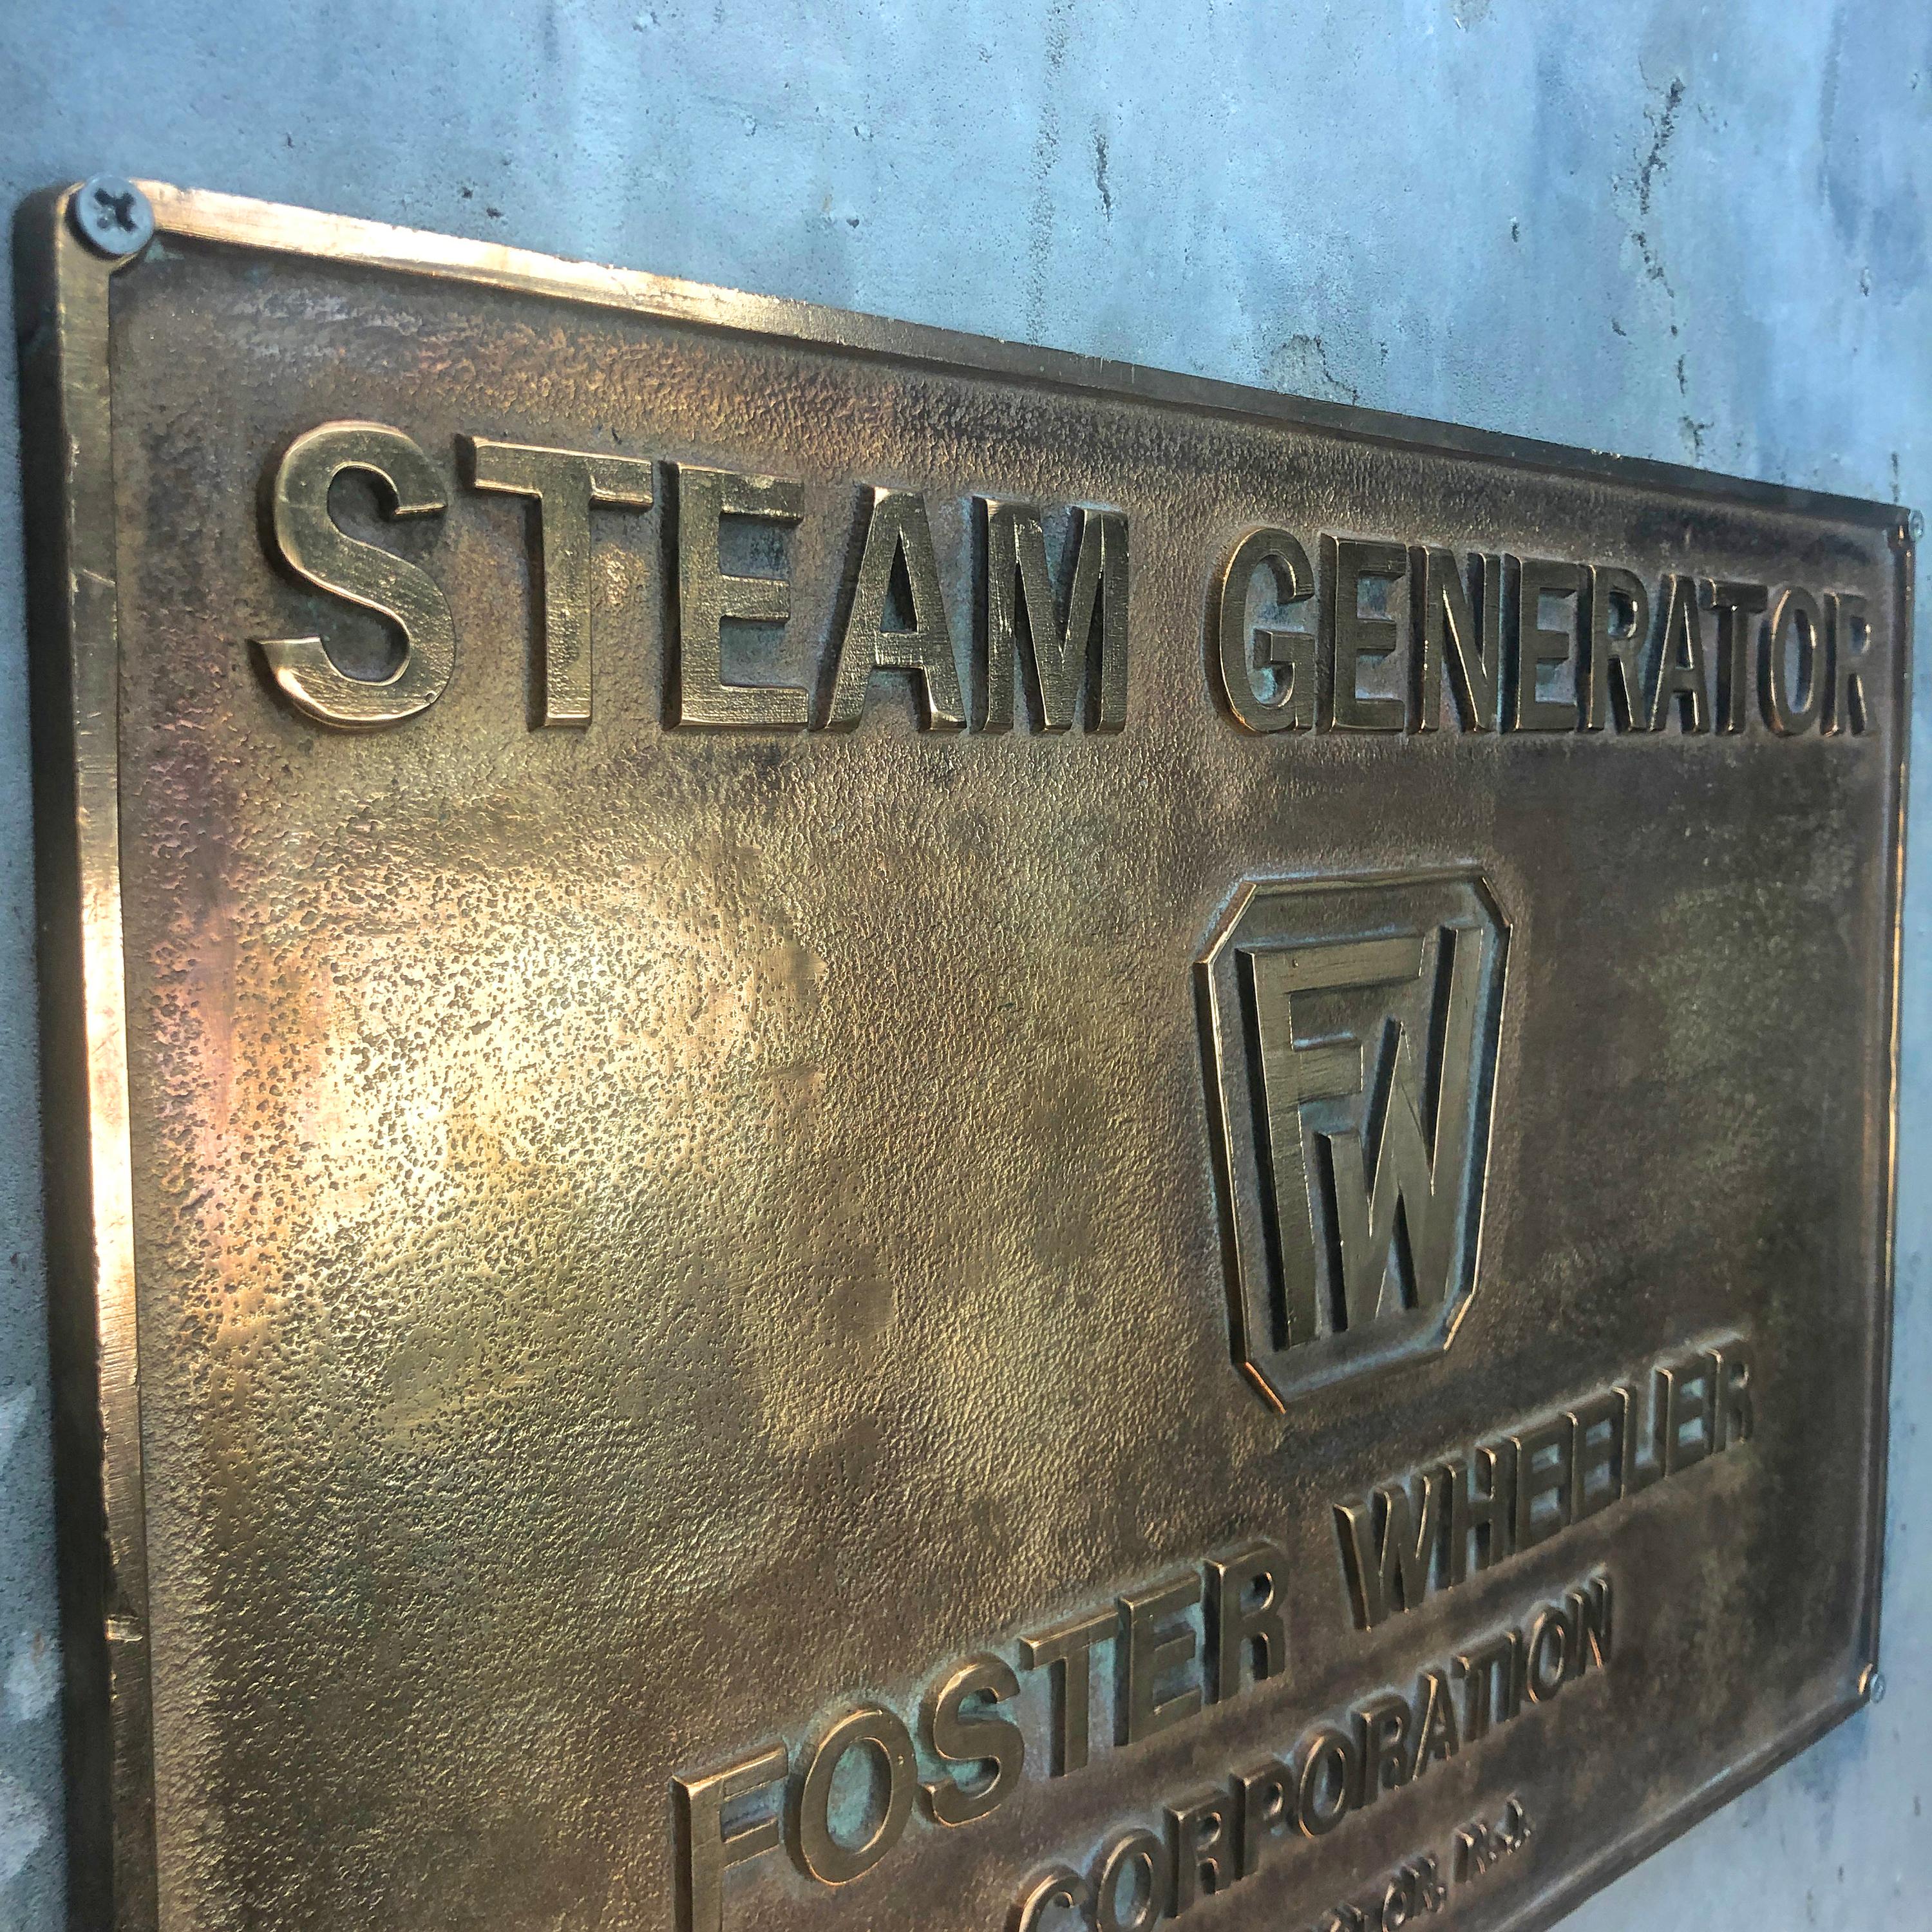 STEAM GENERATOR
FW
FOSTER WHEELER
CORPORATION
N.J.